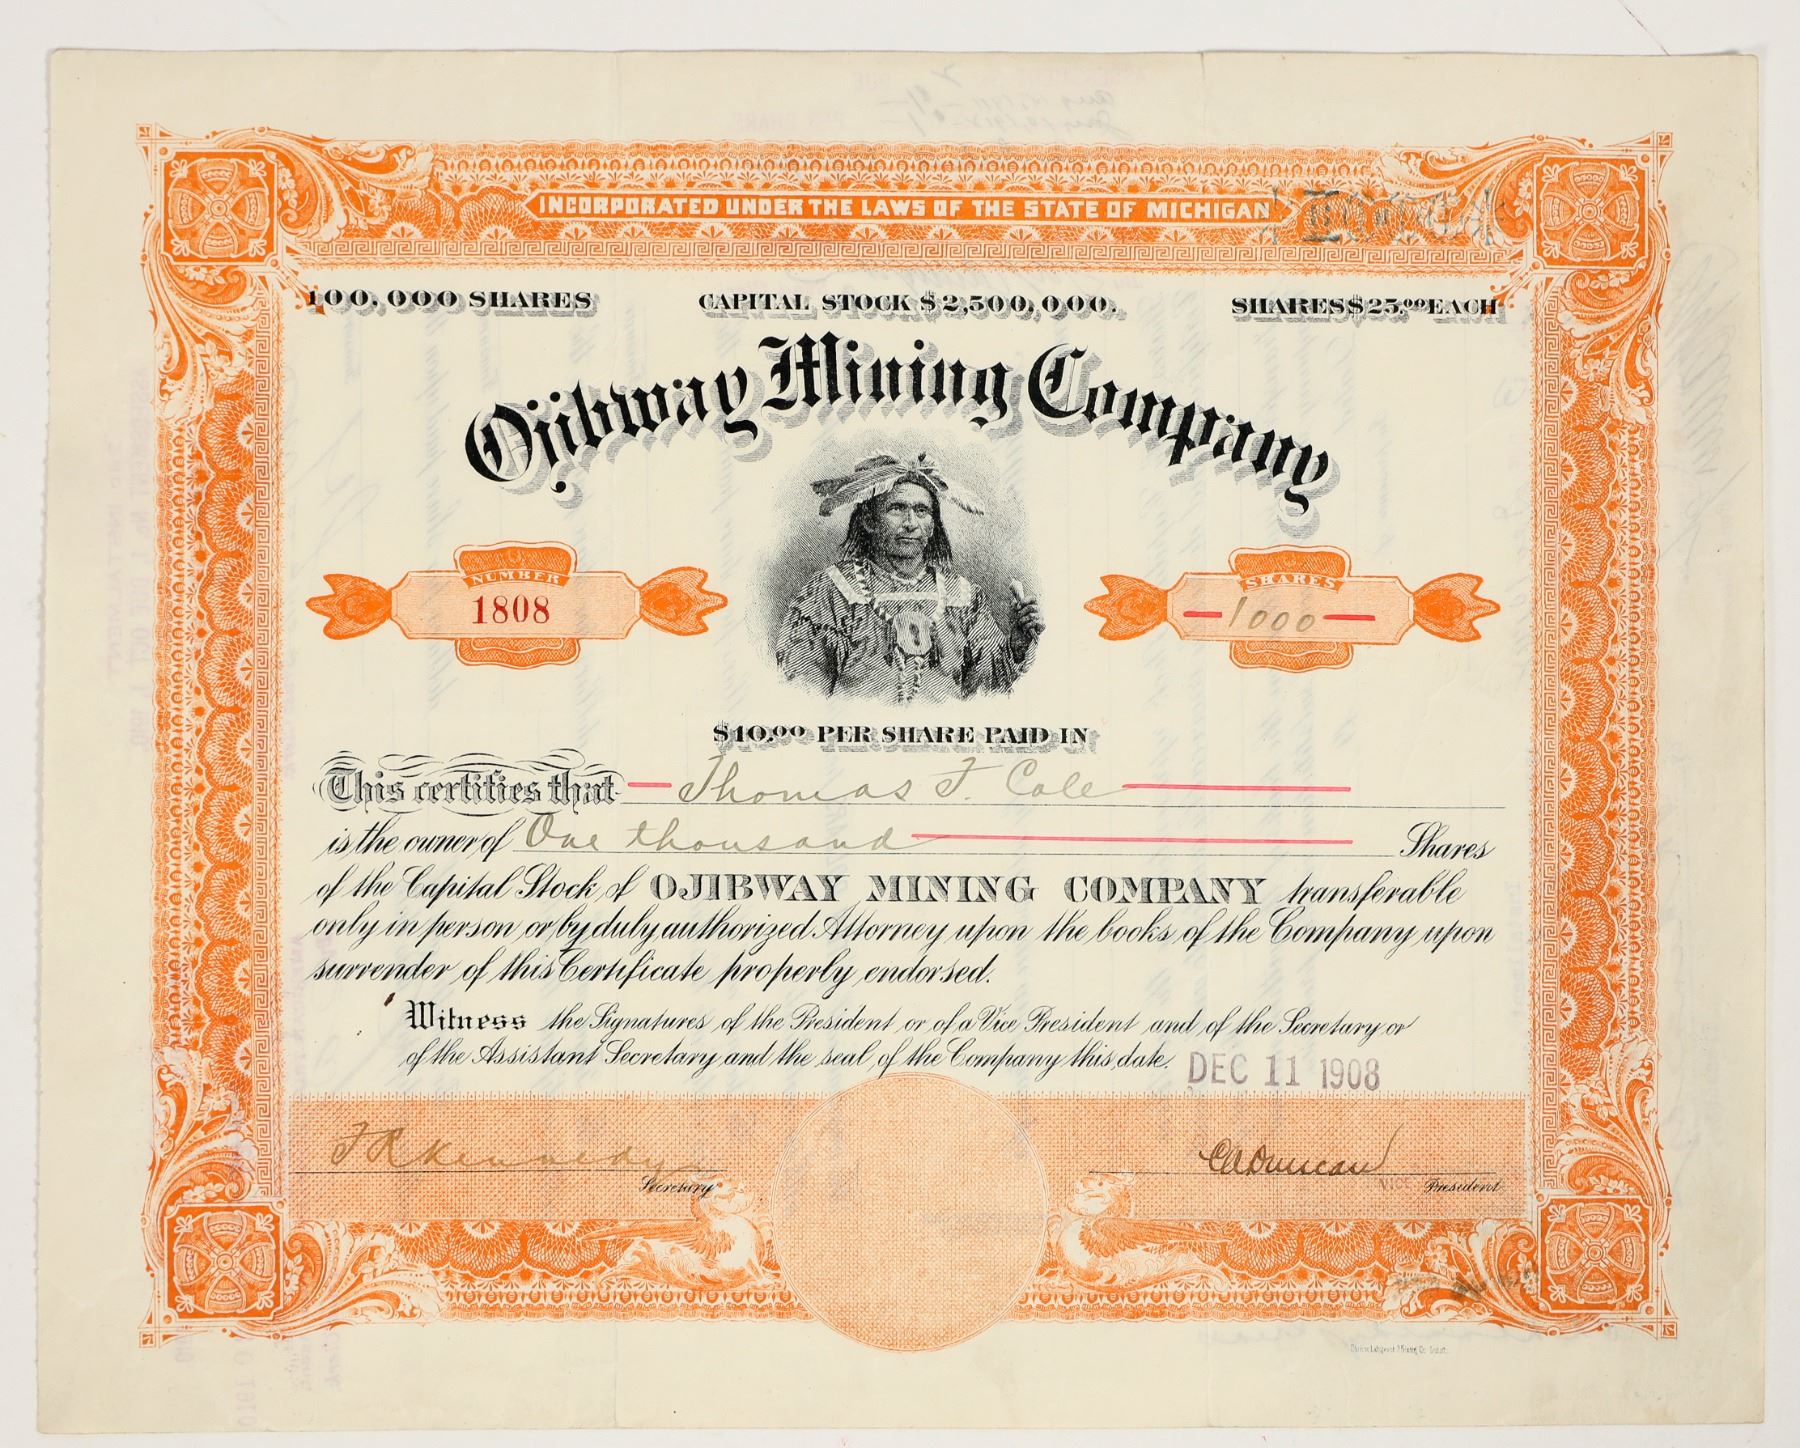 INCORPORATED UNDER THE LAWS OF THE STATE OF MICHIGAN
100,000 SHARES CAPITAL STOCK $2,500,000. SHARES $25.00 EACH
Ojibway Mining Company
NUMBER
1808
SHARES
1000
$10.00 PER SHARE PAID IN
This certifies that Thomas F. Cole
is the owner of One thousand Shares
of the Capital Stock of OJIBWAY MINING COMPANY transferable
only in person or by duly authorized Attorney upon the books of the Company upon
surrender of this Certificate properly endorsed.
Witness the Signatures of the President or of a Vice President and of the Secretary or
of the Assistant Secretary and the seal of the Company this date. DEC 11 1908
F R Kennedy
Secretary
C A Duncan
VICE President